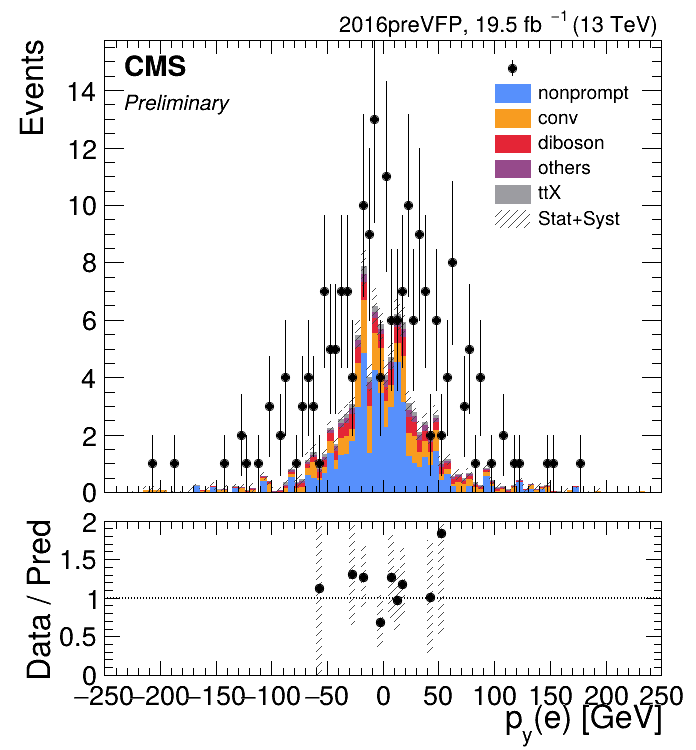 2016preVFP, 19.5 fb⁻¹ (13 TeV)
CMS
Preliminary
Events
14
12
10
8
6
4
2
0
nonprompt
conv
diboson
others
ttX
Stat+Syst
Data / Pred
2
1.5
1
0.5
0
−250 −200 −150 −100 −50 0 50 100 150 200 250
p_y(e) [GeV]